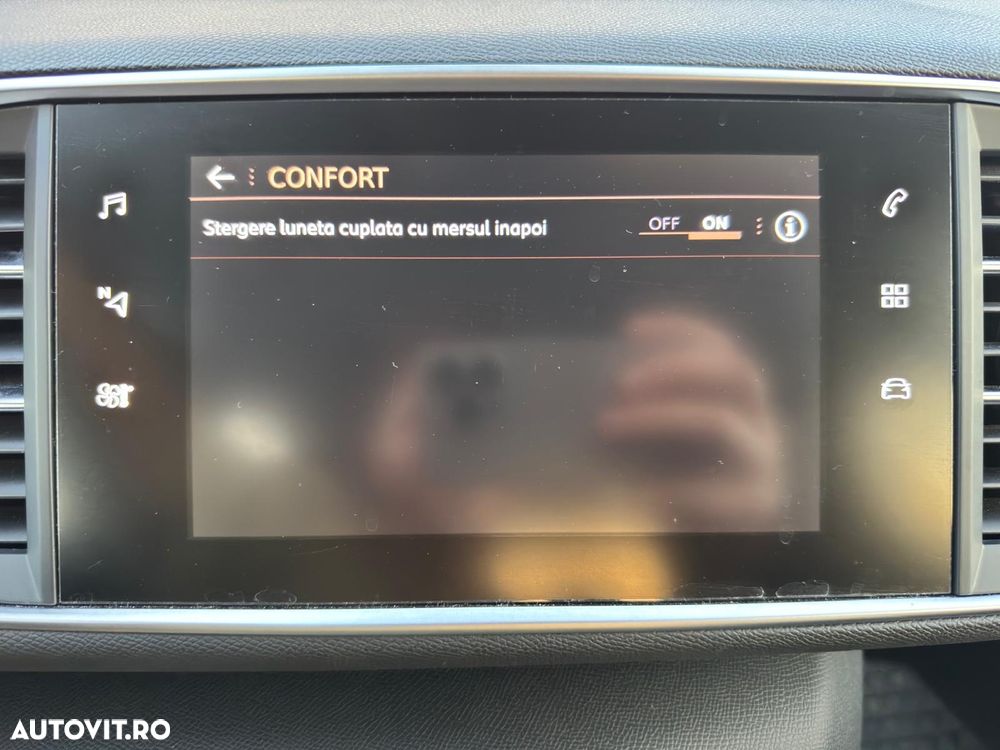 CONFORT
Stergere luneta cuplata cu mersul inapoi OFF ON i
N
AUTOVIT.RO